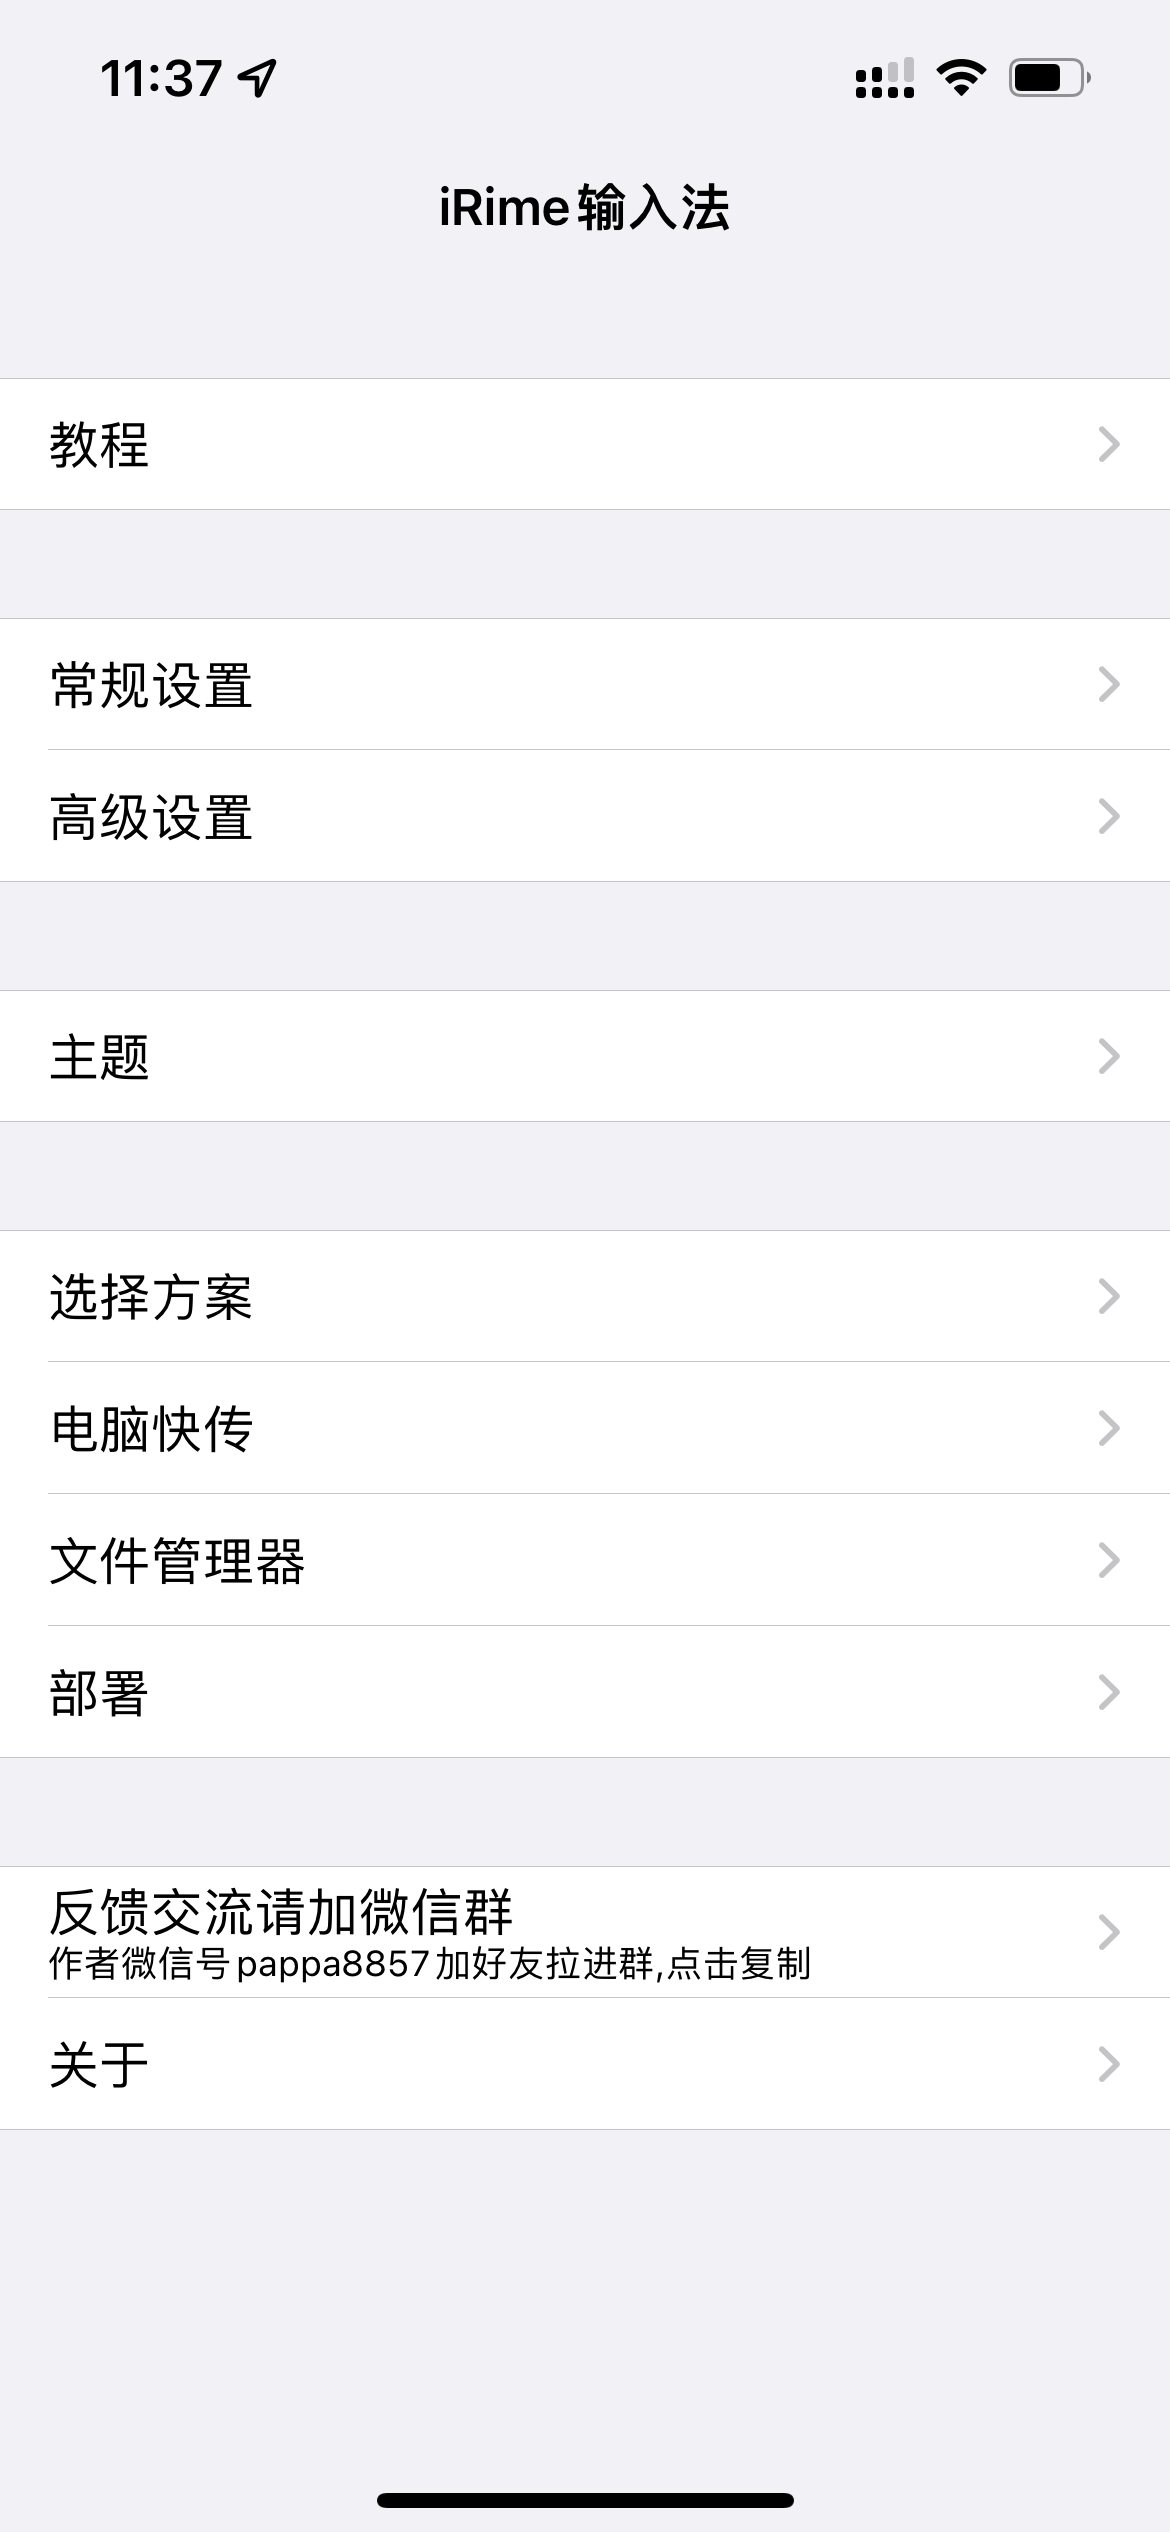 11:37
iRime输入法
教程
常规设置
高级设置
主题
选择方案
电脑快传
文件管理器
部署
反馈交流请加微信群
作者微信号pappa8857加好友拉进群,点击复制
关于